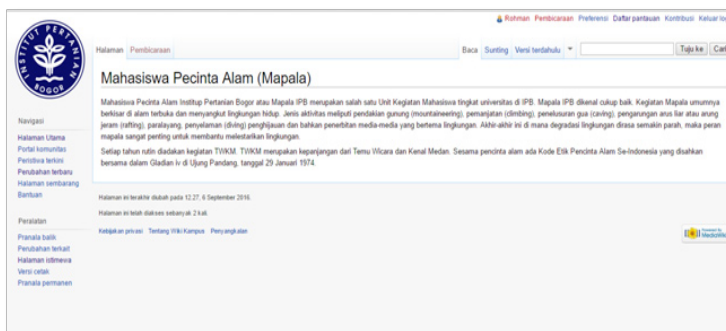 Rohman Pembicaraan Preferensi Daftar pantauan Kontribusi Keluar lo
INSTITUT PERTANIAN BOGOR
Halaman Pembicaraan Baca Sunting Versi terdahulu Tuju ke Cari
Mahasiswa Pecinta Alam (Mapala)
Mahasiswa Pecinta Alam Institup Pertanian Bogor atau Mapala IPB merupakan salah satu Unit Kegiatan Mahasiswa tingkat universitas di IPB. Mapala IPB dikenal cukup baik. Kegiatan Mapala umumnya
berkisar di alam terbuka dan menyangkut lingkungan hidup. Jenis aktivitas meliputi pendakian gunung (mountaineering), pemanjatan (climbing), penelusuran gua (caving), pengarungan arus liar atau arung
jeram (rafting), paralayang, penyelaman (diving) penghijauan dan bahkan penerbitan media-media yang bertema lingkungan. Akhir-akhir ini di mana degradasi lingkungan dirasa semakin parah, maka peran
mapala sangat penting untuk membantu melestarikan lingkungan.
Setiap tahun rutin diadakan kegiatan TWKM. TWKM merupakan kepanjangan dari Temu Wicara dan Kenal Medan. Sesama pencinta alam ada Kode Etik Pencinta Alam Se-Indonesia yang disahkan
bersama dalam Gladian iv di Ujung Pandang, tanggal 29 Januari 1974.
Halaman ini terakhir diubah pada 12.27, 6 September 2016.
Halaman ini telah diakses sebanyak 2 kali.
Kebijakan privasi Tentang Wiki Kampus Penyangkalan
Navigasi
Halaman Utama
Portal komunitas
Peristiwa terkini
Perubahan terbaru
Halaman sembarang
Bantuan
Peralatan
Pranala balik
Perubahan terkait
Halaman istimewa
Versi cetak
Pranala permanen
Powered by
MediaWiki